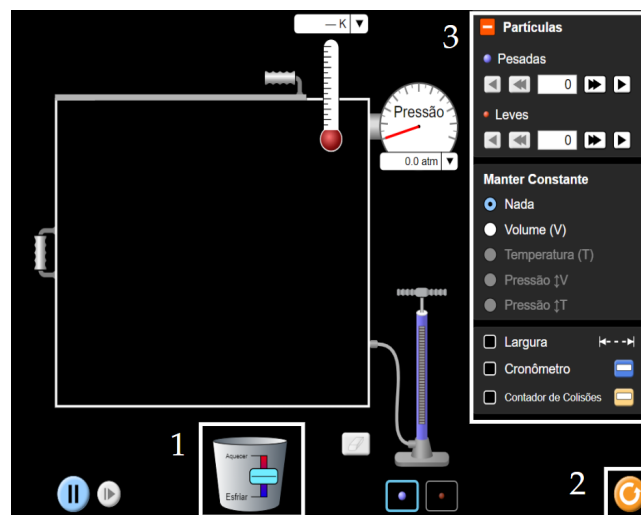 — K
3
Partículas
Pesadas
0
Leves
0
Pressão
0.0 atm
Manter Constante
Nada
Volume (V)
Temperatura (T)
Pressão ↕V
Pressão ↕T
Largura
Cronômetro
Contador de Colisões
1
Aquecer
Esfriar
2